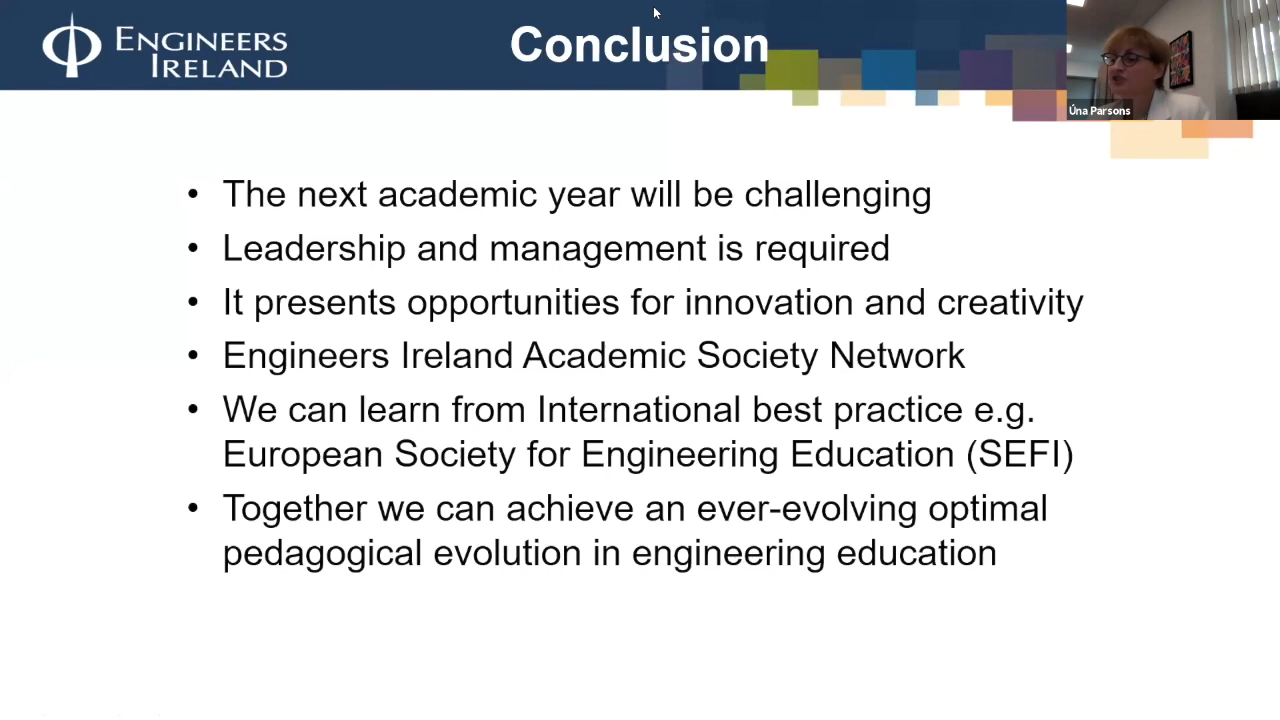 ENGINEERS
IRELAND
Conclusion
Úna Parsons
• The next academic year will be challenging
• Leadership and management is required
• It presents opportunities for innovation and creativity
• Engineers Ireland Academic Society Network
• We can learn from International best practice e.g.
European Society for Engineering Education (SEFI)
• Together we can achieve an ever-evolving optimal
pedagogical evolution in engineering education